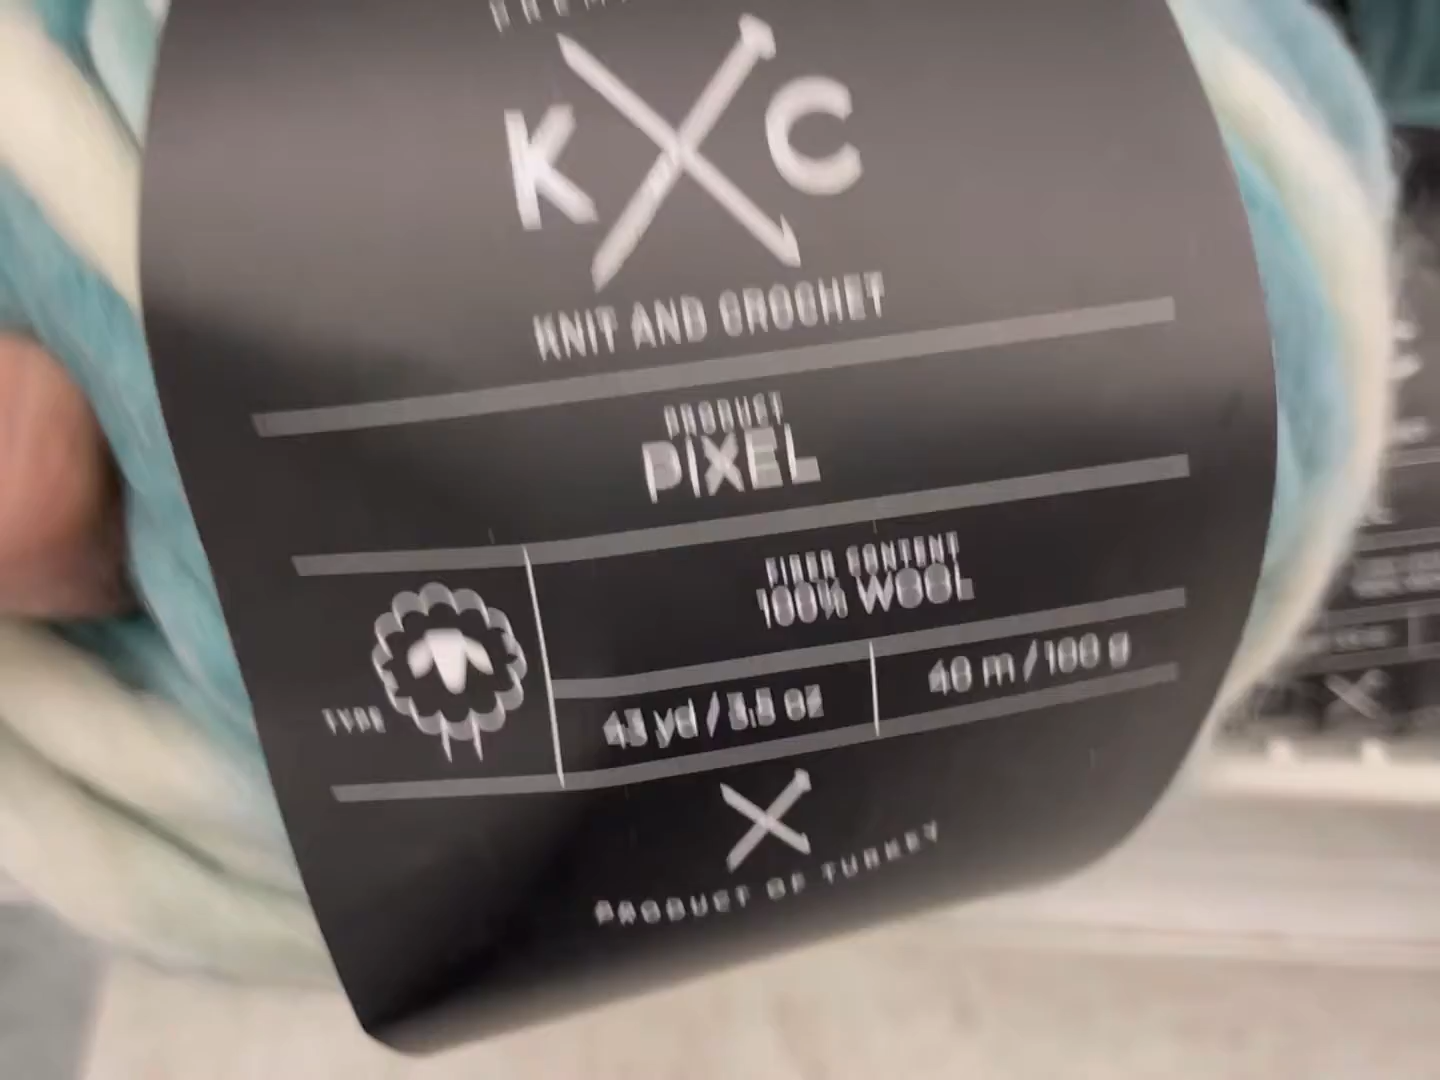 K C
KNIT AND CROCHET
PRODUCT
PIXEL
FIBER CONTENT
100% WOOL
TYPE
43 yd / 3.5 oz
40 m / 100 g
PRODUCT OF TURKEY